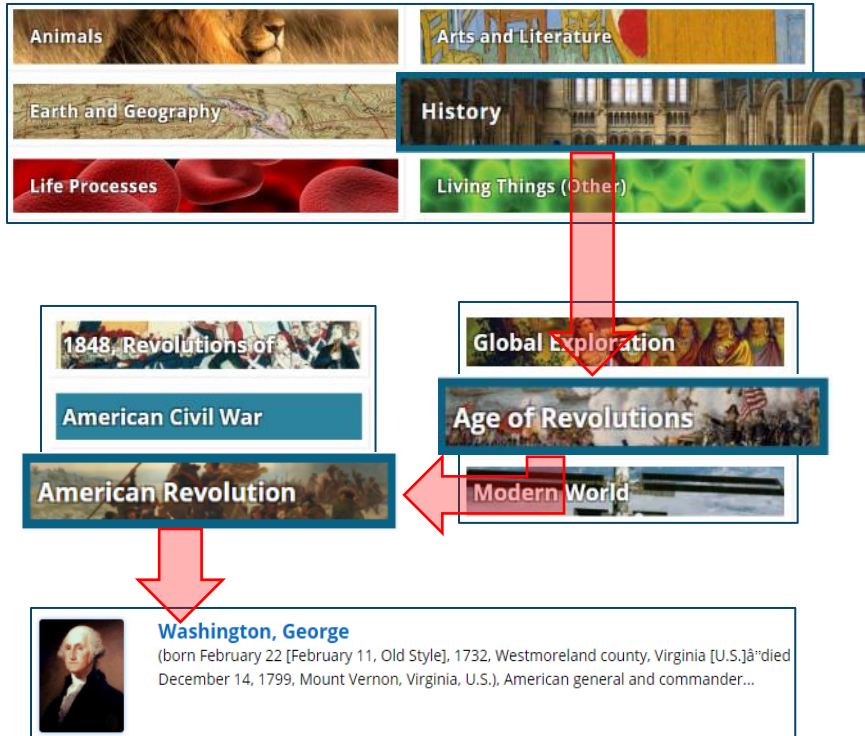 Animals
Arts and Literature
Earth and Geography
History
Life Processes
Living Things (Other)
1848, Revolutions of
Global Exploration
American Civil War
Age of Revolutions
American Revolution
Modern World
Washington, George
(born February 22 [February 11, Old Style], 1732, Westmoreland county, Virginia [U.S.]â"died
December 14, 1799, Mount Vernon, Virginia, U.S.), American general and commander...